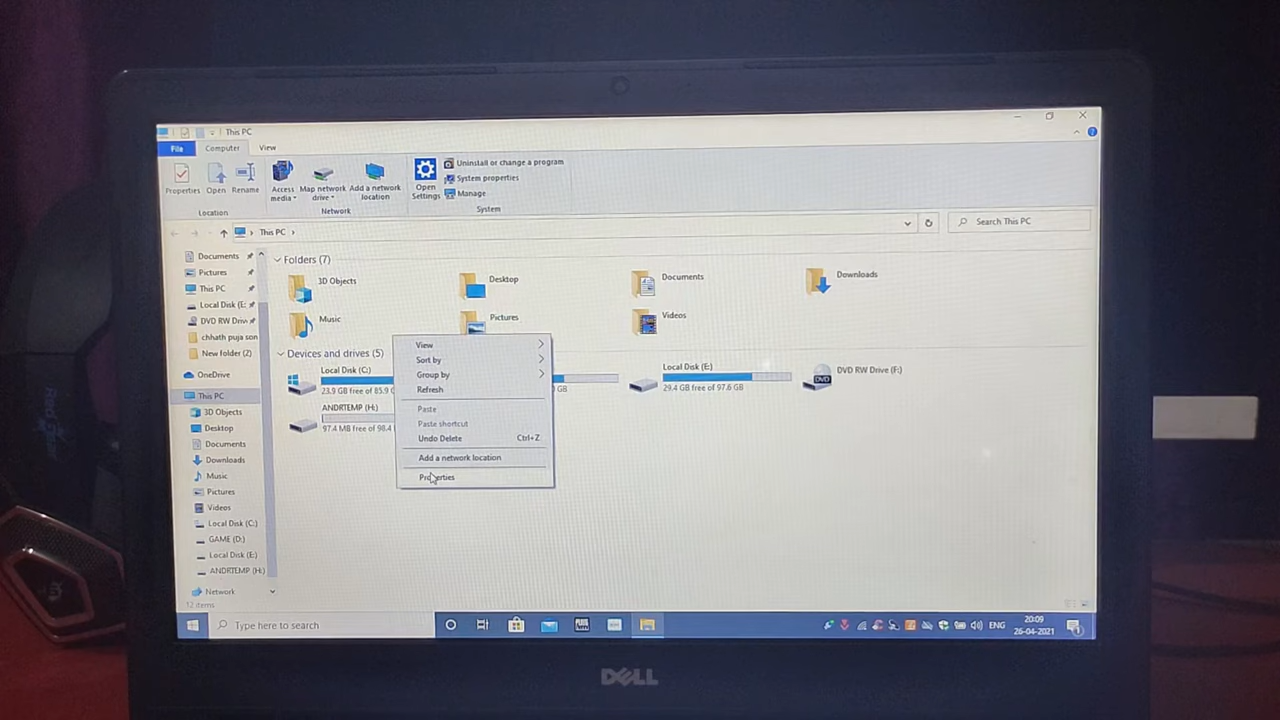 This PC
File Computer View
Properties Open Rename Access media Map network drive Add a network location Open Settings Uninstall or change a program
System properties
Manage
Location Network System
This PC Search This PC
Documents
Pictures
This PC
Local Disk (E:
DVD RW Driv
chhath puja son
New folder (2)
OneDrive
This PC
3D Objects
Desktop
Documents
Downloads
Music
Pictures
Videos
Local Disk (C:)
GAME (D:)
Local Disk (E:)
ANDRTEMP (H:)
Network
12 items
Folders (7)
3D Objects Desktop Documents Downloads
Music Pictures Videos
Devices and drives (5)
Local Disk (C:)
23.9 GB free of 85.9
GB
Local Disk (E:)
29.4 GB free of 97.6 GB
DVD RW Drive (F:)
ANDRTEMP (H:)
97.4 MB free of 98.4
View
Sort by
Group by
Refresh
Paste
Paste shortcut
Undo Delete Ctrl+Z
Add a network location
Properties
Type here to search
ENG
20:09
26-04-2021
DELL